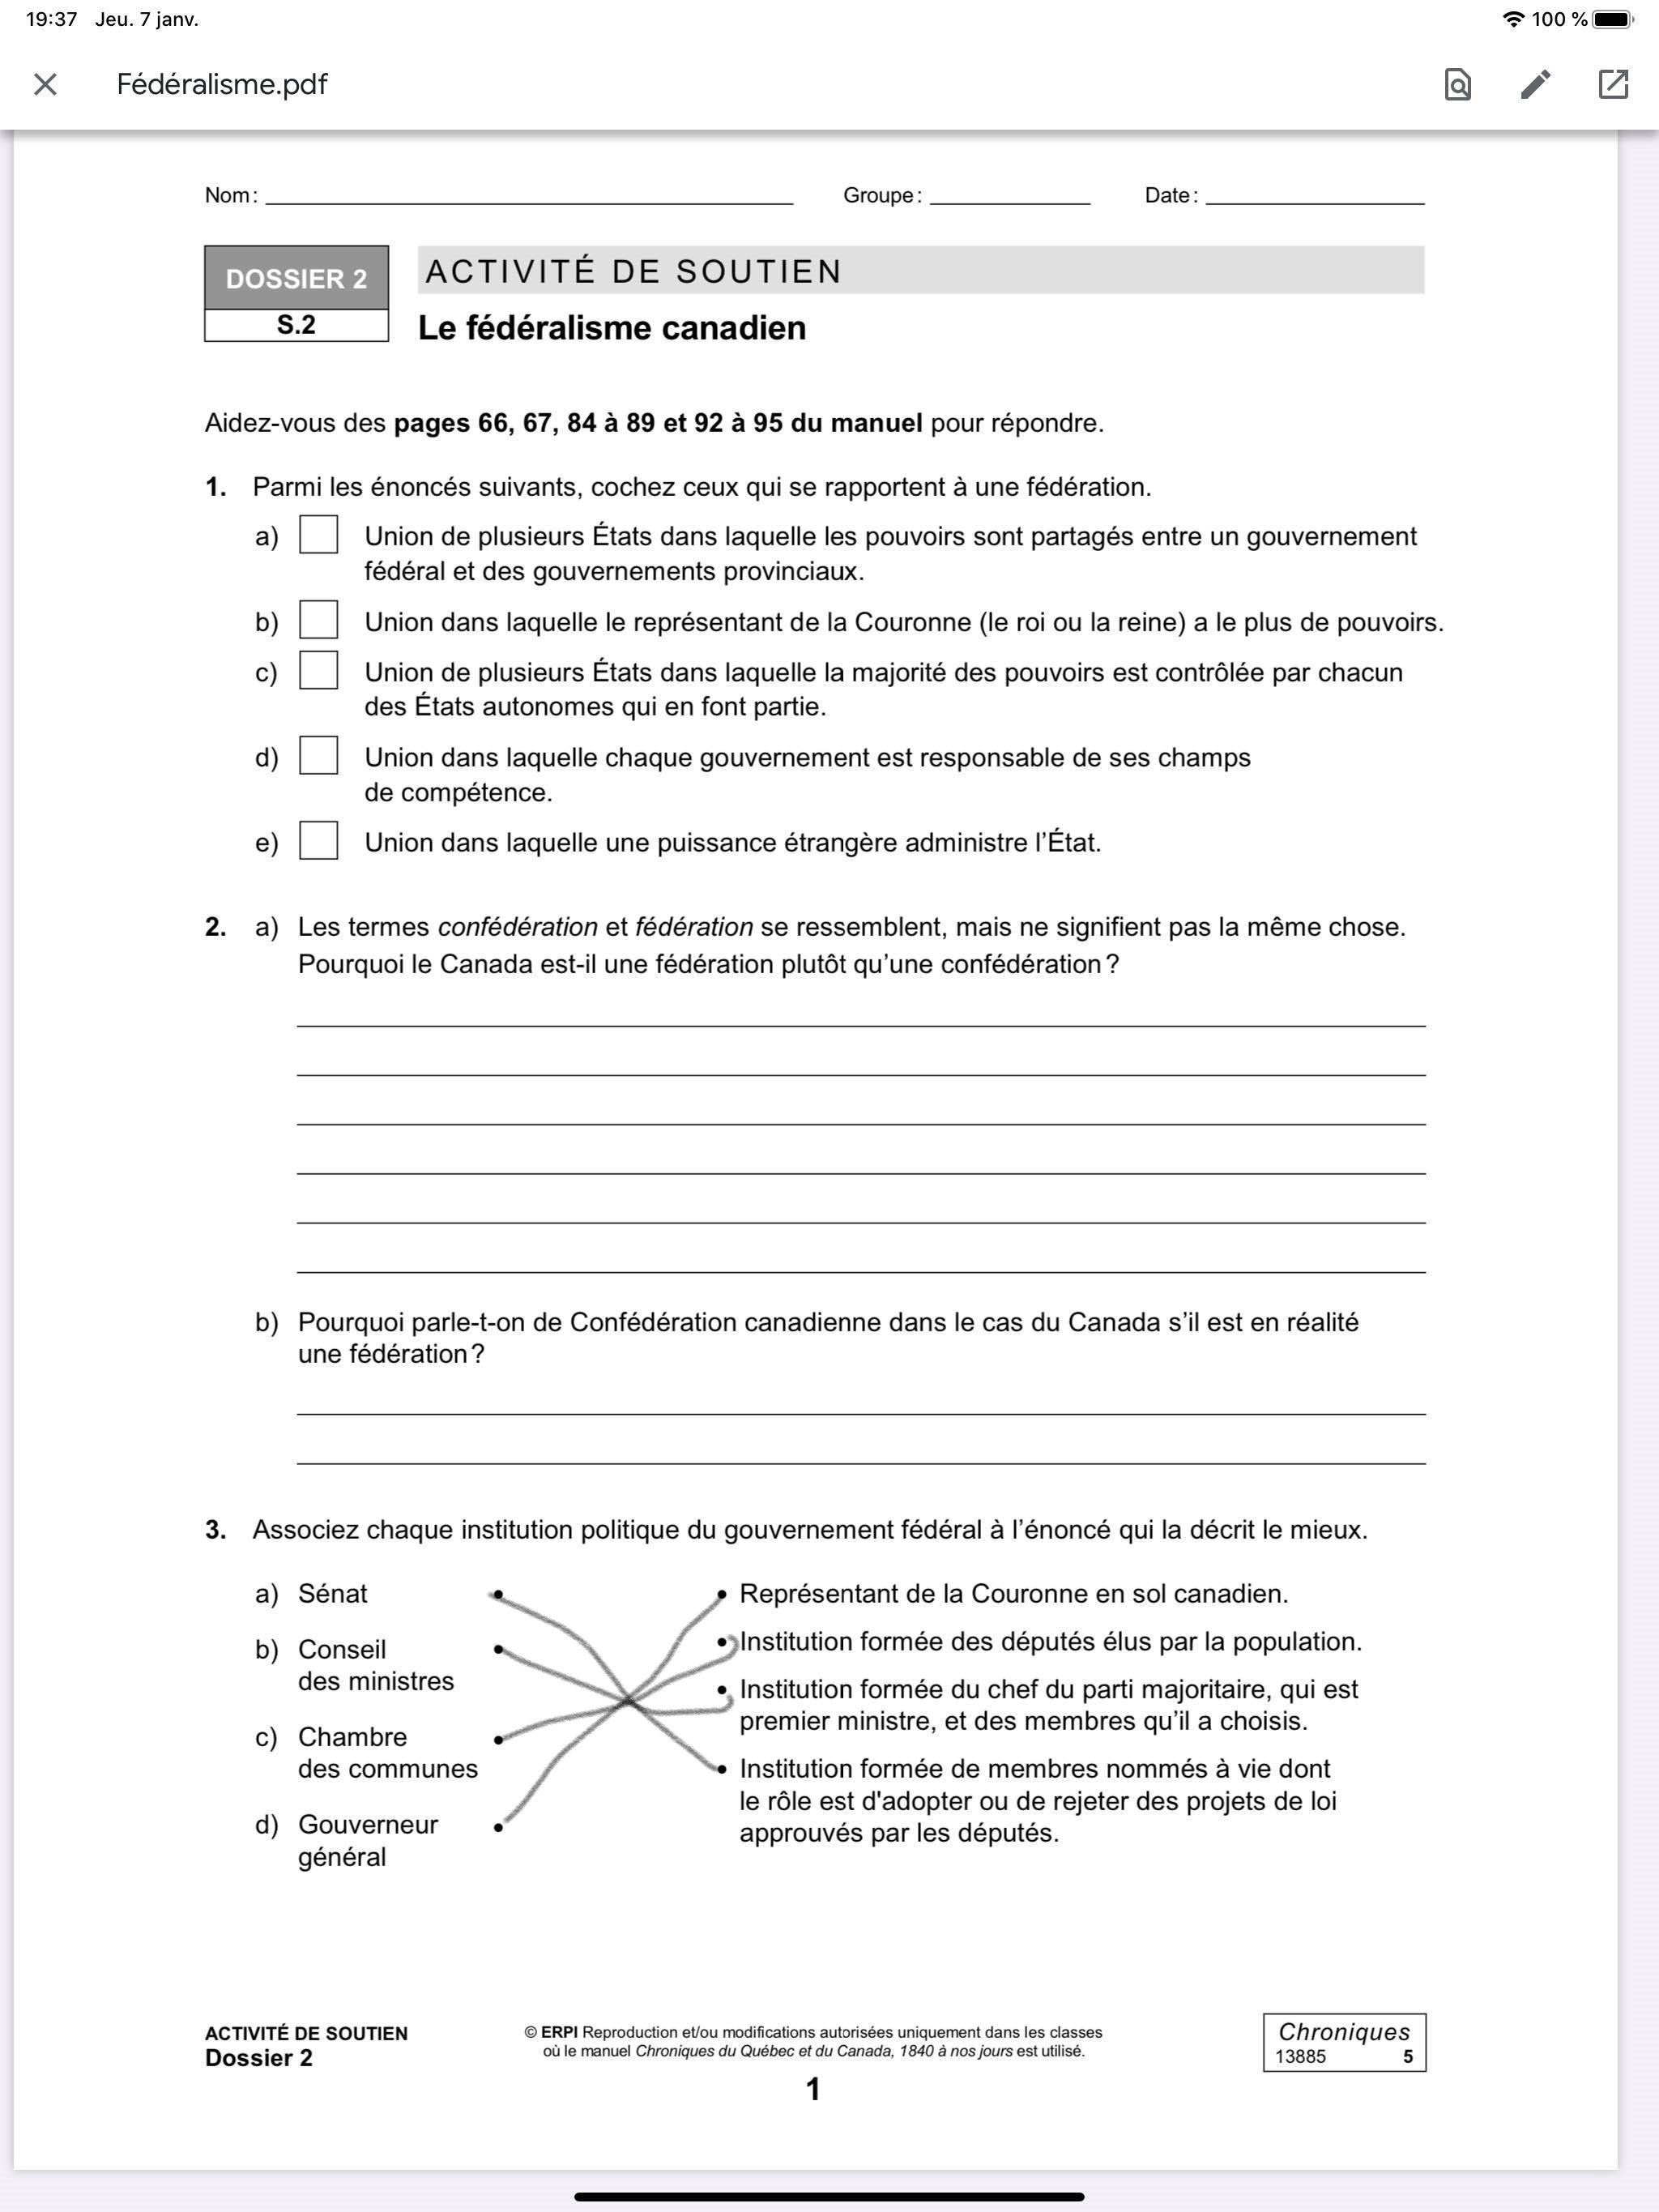 19:37 Jeu. 7 janv.
100 %
Fédéralisme.pdf
Nom : Groupe : Date :
DOSSIER 2
S.2
ACTIVITÉ DE SOUTIEN
Le fédéralisme canadien
Aidez-vous des pages 66, 67, 84 à 89 et 92 à 95 du manuel pour répondre.
1. Parmi les énoncés suivants, cochez ceux qui se rapportent à une fédération.
a) Union de plusieurs États dans laquelle les pouvoirs sont partagés entre un gouvernement
fédéral et des gouvernements provinciaux.
b) Union dans laquelle le représentant de la Couronne (le roi ou la reine) a le plus de pouvoirs.
c) Union de plusieurs États dans laquelle la majorité des pouvoirs est contrôlée par chacun
des États autonomes qui en font partie.
d) Union dans laquelle chaque gouvernement est responsable de ses champs
de compétence.
e) Union dans laquelle une puissance étrangère administre l'État.
2. a) Les termes confédération et fédération se ressemblent, mais ne signifient pas la même chose.
Pourquoi le Canada est-il une fédération plutôt qu'une confédération ?
b) Pourquoi parle-t-on de Confédération canadienne dans le cas du Canada s'il est en réalité
une fédération ?
3. Associez chaque institution politique du gouvernement fédéral à l'énoncé qui la décrit le mieux.
a) Sénat
b) Conseil
des ministres
c) Chambre
des communes
d) Gouverneur
général
• Représentant de la Couronne en sol canadien.
• Institution formée des députés élus par la population.
• Institution formée du chef du parti majoritaire, qui est
premier ministre, et des membres qu'il a choisis.
• Institution formée de membres nommés à vie dont
le rôle est d'adopter ou de rejeter des projets de loi
approuvés par les députés.
ACTIVITÉ DE SOUTIEN
Dossier 2
© ERPI Reproduction et/ou modifications autorisées uniquement dans les classes
où le manuel Chroniques du Québec et du Canada, 1840 à nos jours est utilisé.
Chroniques
13885 5
1